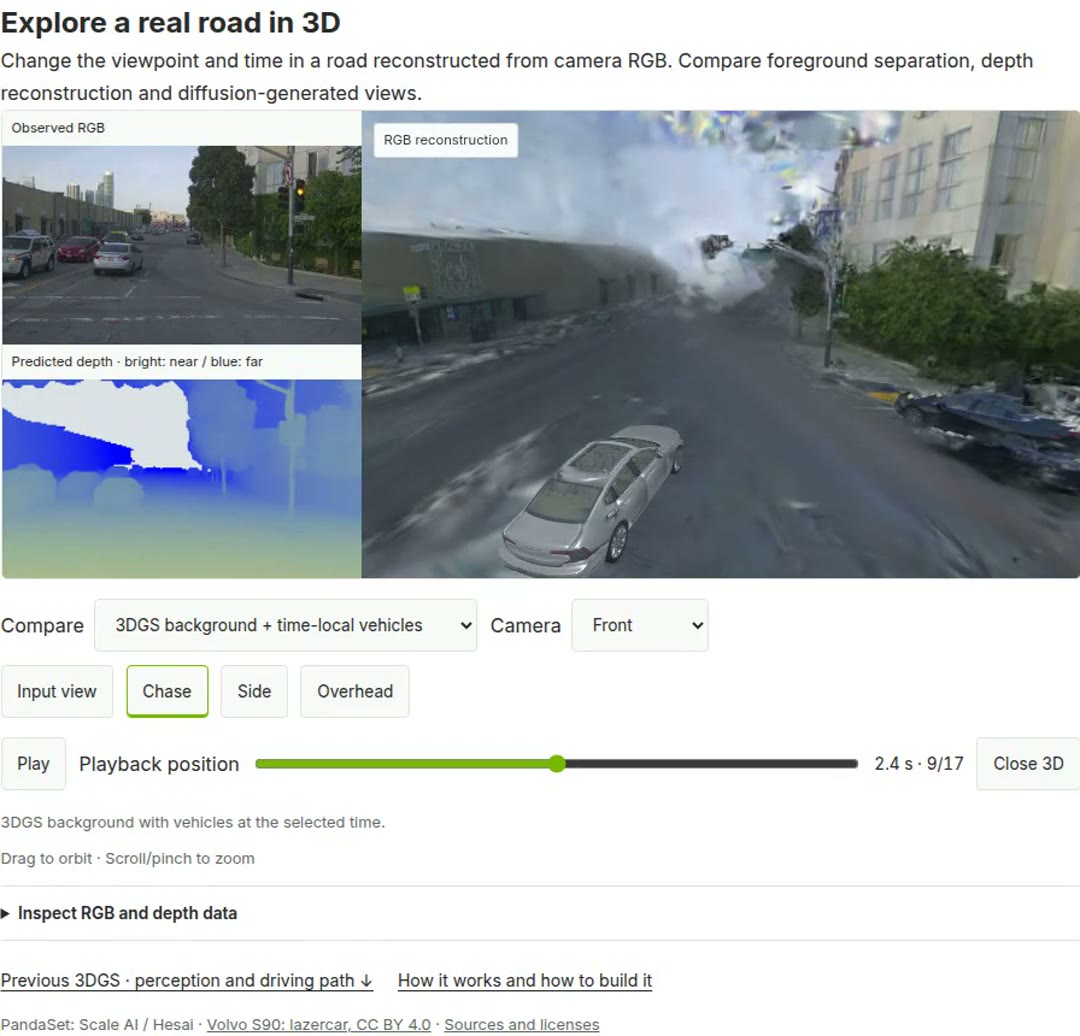 Explore a real road in 3D
Change the viewpoint and time in a road reconstructed from camera RGB. Compare foreground separation, depth
reconstruction and diffusion-generated views.
Observed RGB
RGB reconstruction
Predicted depth · bright: near / blue: far
Compare
3DGS background + time-local vehicles
Camera
Front
Input view
Chase
Side
Overhead
Play
Playback position
2.4 s · 9/17
Close 3D
3DGS background with vehicles at the selected time.
Drag to orbit · Scroll/pinch to zoom
Inspect RGB and depth data
Previous 3DGS · perception and driving path ↓
How it works and how to build it
PandaSet: Scale AI / Hesai · Volvo S90: lazercar, CC BY 4.0 · Sources and licenses